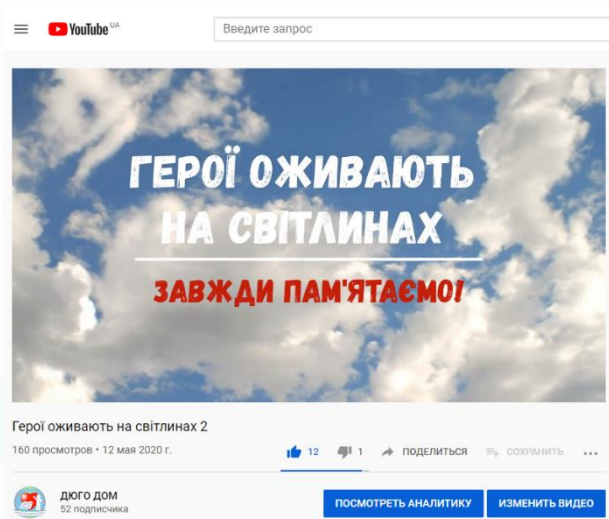 YouTube UA
Введите запрос
ГЕРОЇ ОЖИВАЮТЬ
НА СВІТЛИНАХ
ЗАВЖДИ ПАМ'ЯТАЄМО!
Герої оживають на світлинах 2
160 просмотров • 12 мая 2020 г.
12
1
ПОДЕЛИТЬСЯ
СОХРАНИТЬ
ДЮГО ДОМ
52 подписчика
ПОСМОТРЕТЬ АНАЛИТИКУ
ИЗМЕНИТЬ ВИДЕО